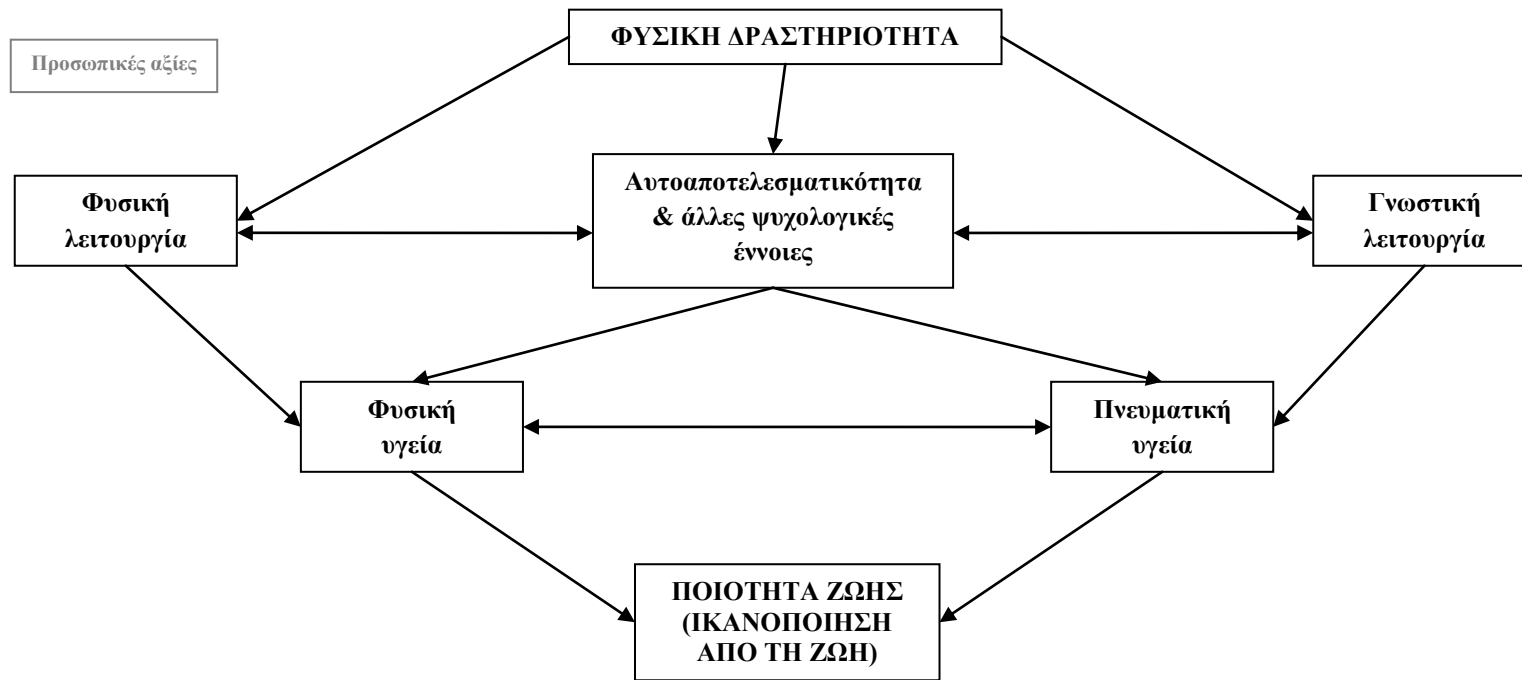 ΦΥΣΙΚΗ ΔΡΑΣΤΗΡΙΟΤΗΤΑ
Προσωπικές αξίες
Φυσική
λειτουργία
Αυτοαποτελεσματικότητα
& άλλες ψυχολογικές
έννοιες
Γνωστική
λειτουργία
Φυσική
υγεία
Πνευματική
υγεία
ΠΟΙΟΤΗΤΑ ΖΩΗΣ
(ΙΚΑΝΟΠΟΙΗΣΗ
ΑΠΟ ΤΗ ΖΩΗ)